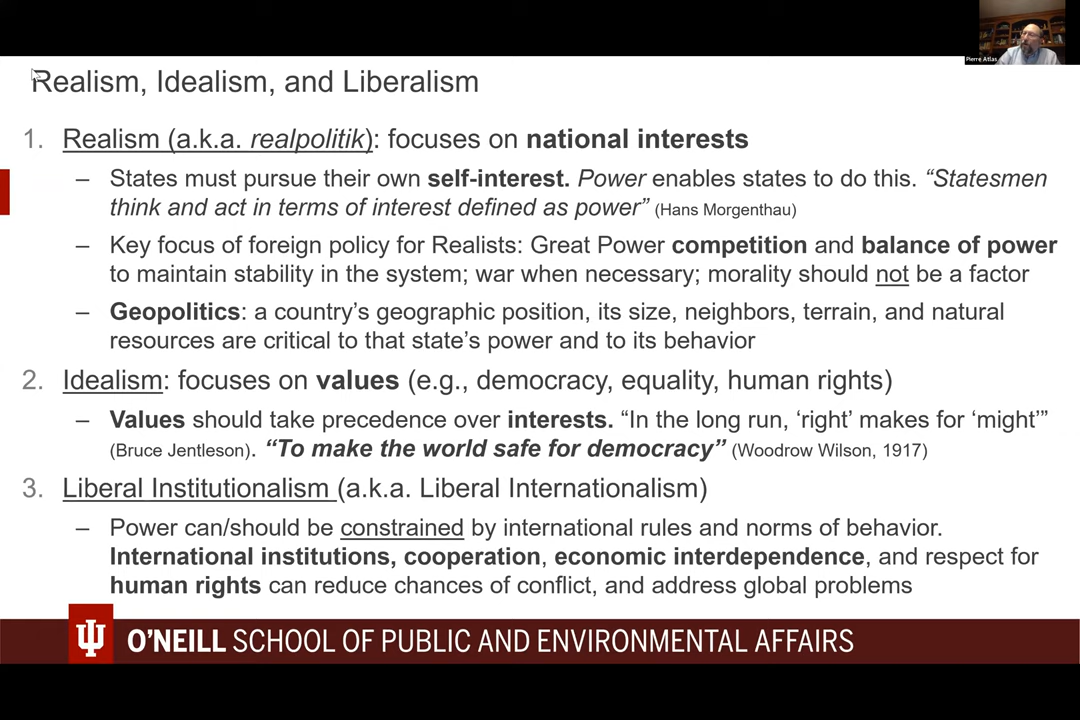 Pierre Atlas
Realism, Idealism, and Liberalism
1. Realism (a.k.a. realpolitik): focuses on national interests
– States must pursue their own self-interest. Power enables states to do this. “Statesmen
think and act in terms of interest defined as power” (Hans Morgenthau)
– Key focus of foreign policy for Realists: Great Power competition and balance of power
to maintain stability in the system; war when necessary; morality should not be a factor
– Geopolitics: a country’s geographic position, its size, neighbors, terrain, and natural
resources are critical to that state’s power and to its behavior
2. Idealism: focuses on values (e.g., democracy, equality, human rights)
– Values should take precedence over interests. “In the long run, ‘right’ makes for ‘might’”
(Bruce Jentleson). “To make the world safe for democracy” (Woodrow Wilson, 1917)
3. Liberal Institutionalism (a.k.a. Liberal Internationalism)
– Power can/should be constrained by international rules and norms of behavior.
International institutions, cooperation, economic interdependence, and respect for
human rights can reduce chances of conflict, and address global problems
O’NEILL SCHOOL OF PUBLIC AND ENVIRONMENTAL AFFAIRS